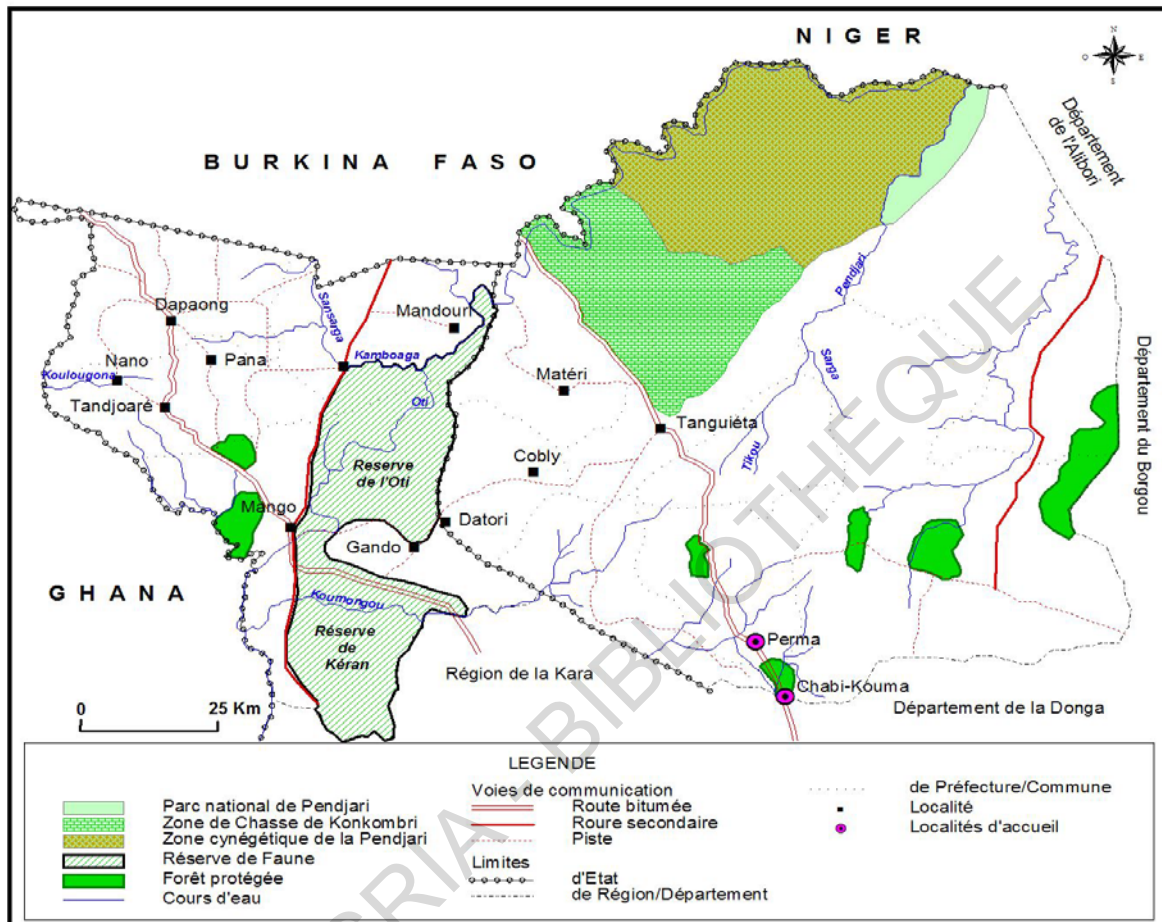 NIGER
N
O
E
S
Département
de l'Alibori
BURKINA FASO
Pendjari
Sansarga
Dapaong
Mandouri
Kamboaga
Nano
Pana
Koulougona
Matéri
Sarga
Oti
Tandjoaré
Tanguiéta
Département du Borgou
Tikou
Cobly
Reserve
de l'Oti
Mango
Datori
Gando
GHANA
Koumongou
Réserve
de
Kéran
Perma
Région de la Kara
Chabi-Kouma
0 25 Km
Département de la Donga
LEGENDE
Parc national de Pendjari
Zone de Chasse de Konkombri
Zone cynégétique de la Pendjari
Réserve de Faune
Forêt protégée
Cours d'eau
Voies de communication
Route bitumée
Roure secondaire
Piste
Limites
d'Etat
de Région/Département
de Préfecture/Commune
Localité
Localités d'accueil
SRIA - BIBLIOTHEQUE